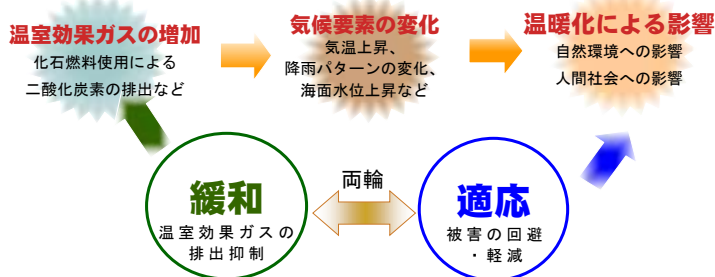 温室効果ガスの増加
化石燃料使用による
二酸化炭素の排出など
気候要素の変化
気温上昇、
降雨パターンの変化、
海面水位上昇など
温暖化による影響
自然環境への影響
人間社会への影響
緩和
温室効果ガスの
排出抑制
両輪
適応
被害の回避
・軽減